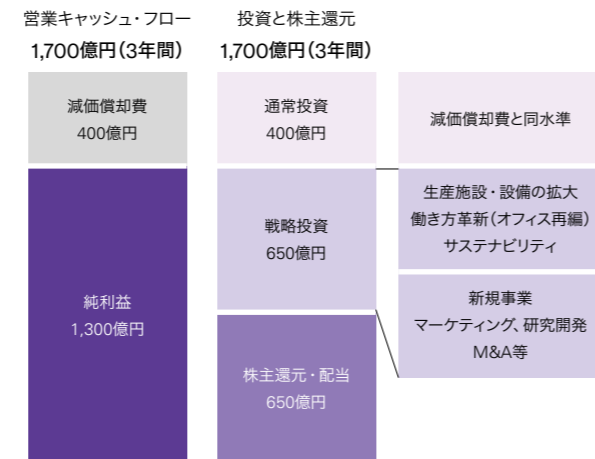 営業キャッシュ・フロー
1,700億円（3年間）
減価償却費
400億円
純利益
1,300億円
投資と株主還元
1,700億円（3年間）
通常投資
400億円
戦略投資
650億円
株主還元・配当
650億円
減価償却費と同水準
生産施設・設備の拡大
働き方革新（オフィス再編）
サステナビリティ
新規事業
マーケティング、研究開発
M&A等